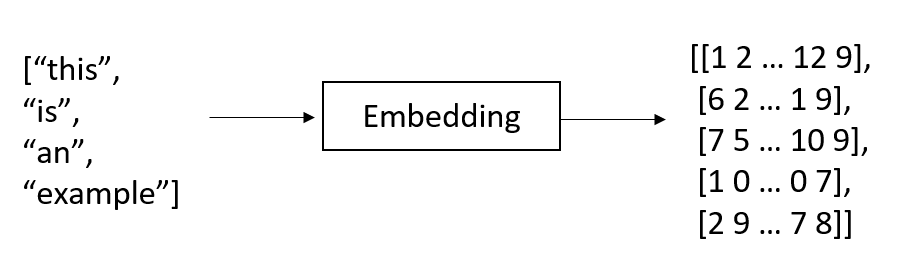 [“this”,
“is”,
“an”,
“example”]
Embedding
[[1 2 … 12 9],
[6 2 … 1 9],
[7 5 … 10 9],
[1 0 … 0 7],
[2 9 … 7 8]]